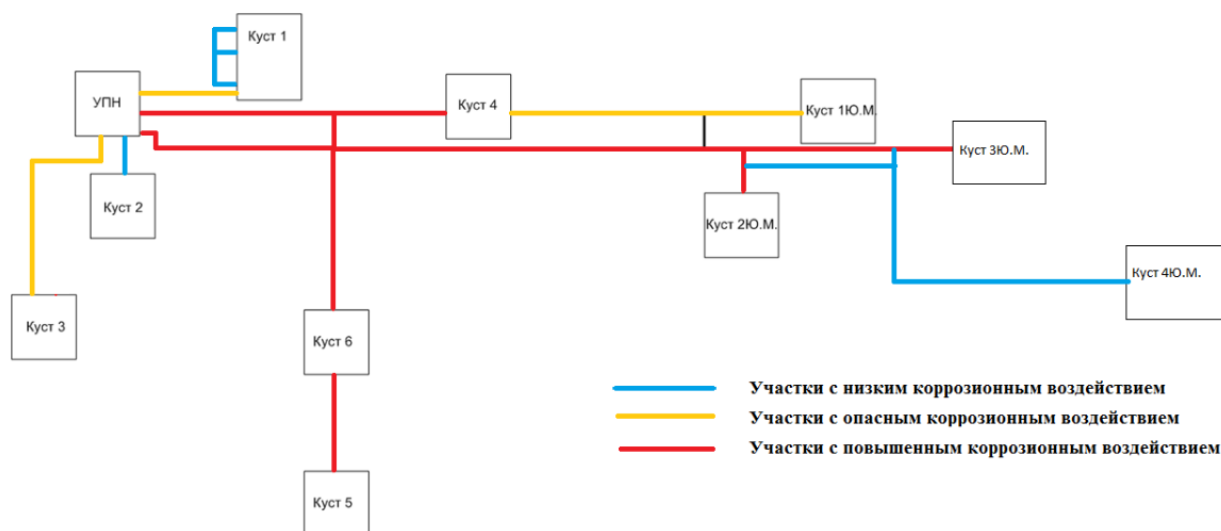 Куст 1
УПН
Куст 4
Куст 1Ю.М.
Куст 3Ю.М.
Куст 2
Куст 2Ю.М.
Куст 4Ю.М.
Куст 3
Куст 6
Участки с низким коррозионным воздействием
Участки с опасным коррозионным воздействием
Участки с повышенным коррозионным воздействием
Куст 5